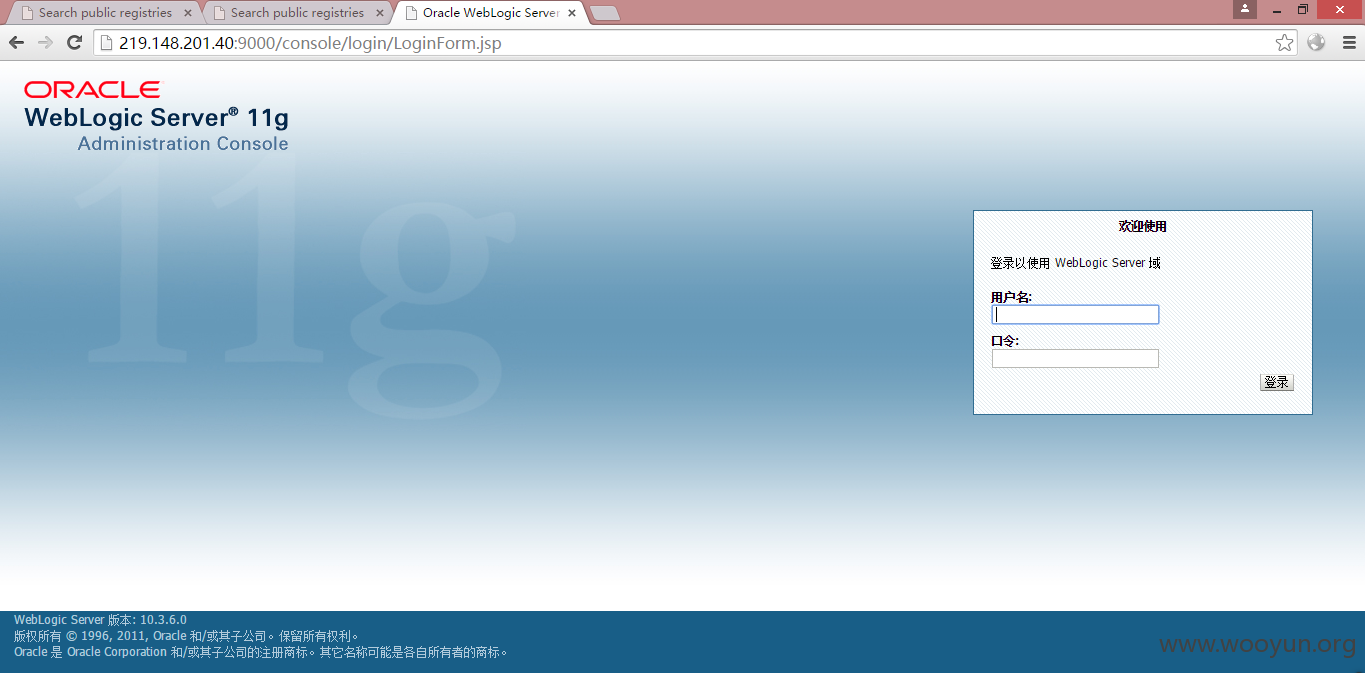 Search public registries
Search public registries
Oracle WebLogic Server
219.148.201.40:9000/console/login/LoginForm.jsp
ORACLE
WebLogic Server® 11g
Administration Console
11g
欢迎使用
登录以使用 WebLogic Server 域
用户名:
口令:
登录
WebLogic Server 版本: 10.3.6.0
版权所有 © 1996, 2011, Oracle 和/或其子公司。保留所有权利。
Oracle 是 Oracle Corporation 和/或其子公司的注册商标。其它名称可能是各自所有者的商标。
www.wooyun.org